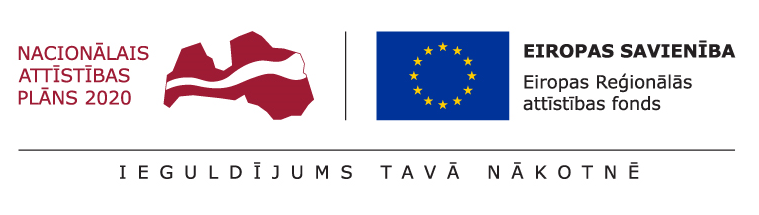 NACIONĀLAIS
ATTĪSTĪBAS
PLĀNS 2020
EIROPAS SAVIENĪBA
Eiropas Reģionālās
attīstības fonds
IEGULDĪJUMS TAVĀ NĀKOTNĒ